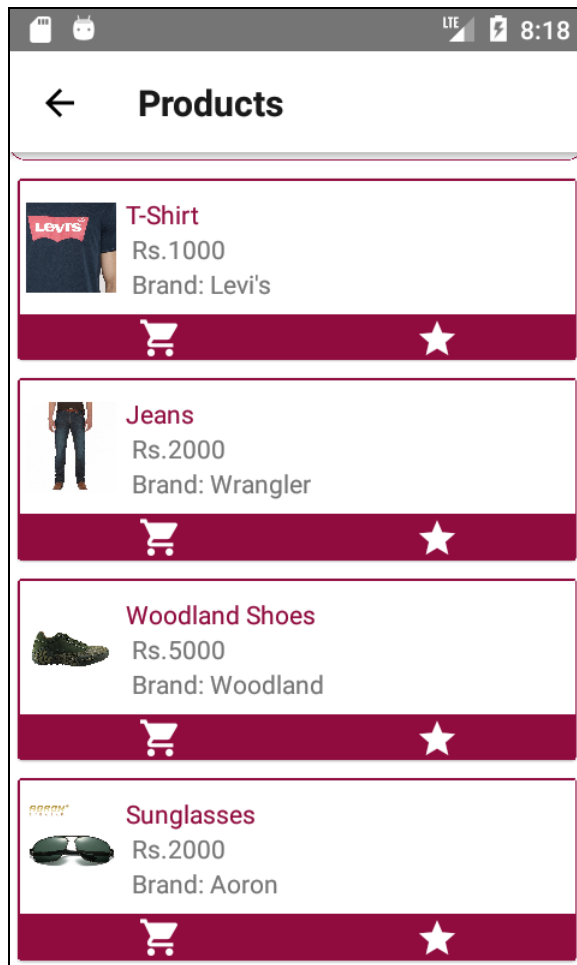 LTE 8:18
Products
Levi's
T-Shirt
Rs.1000
Brand: Levi's
Jeans
Rs.2000
Brand: Wrangler
Woodland Shoes
Rs.5000
Brand: Woodland
AORON
Sunglasses
Rs.2000
Brand: Aoron